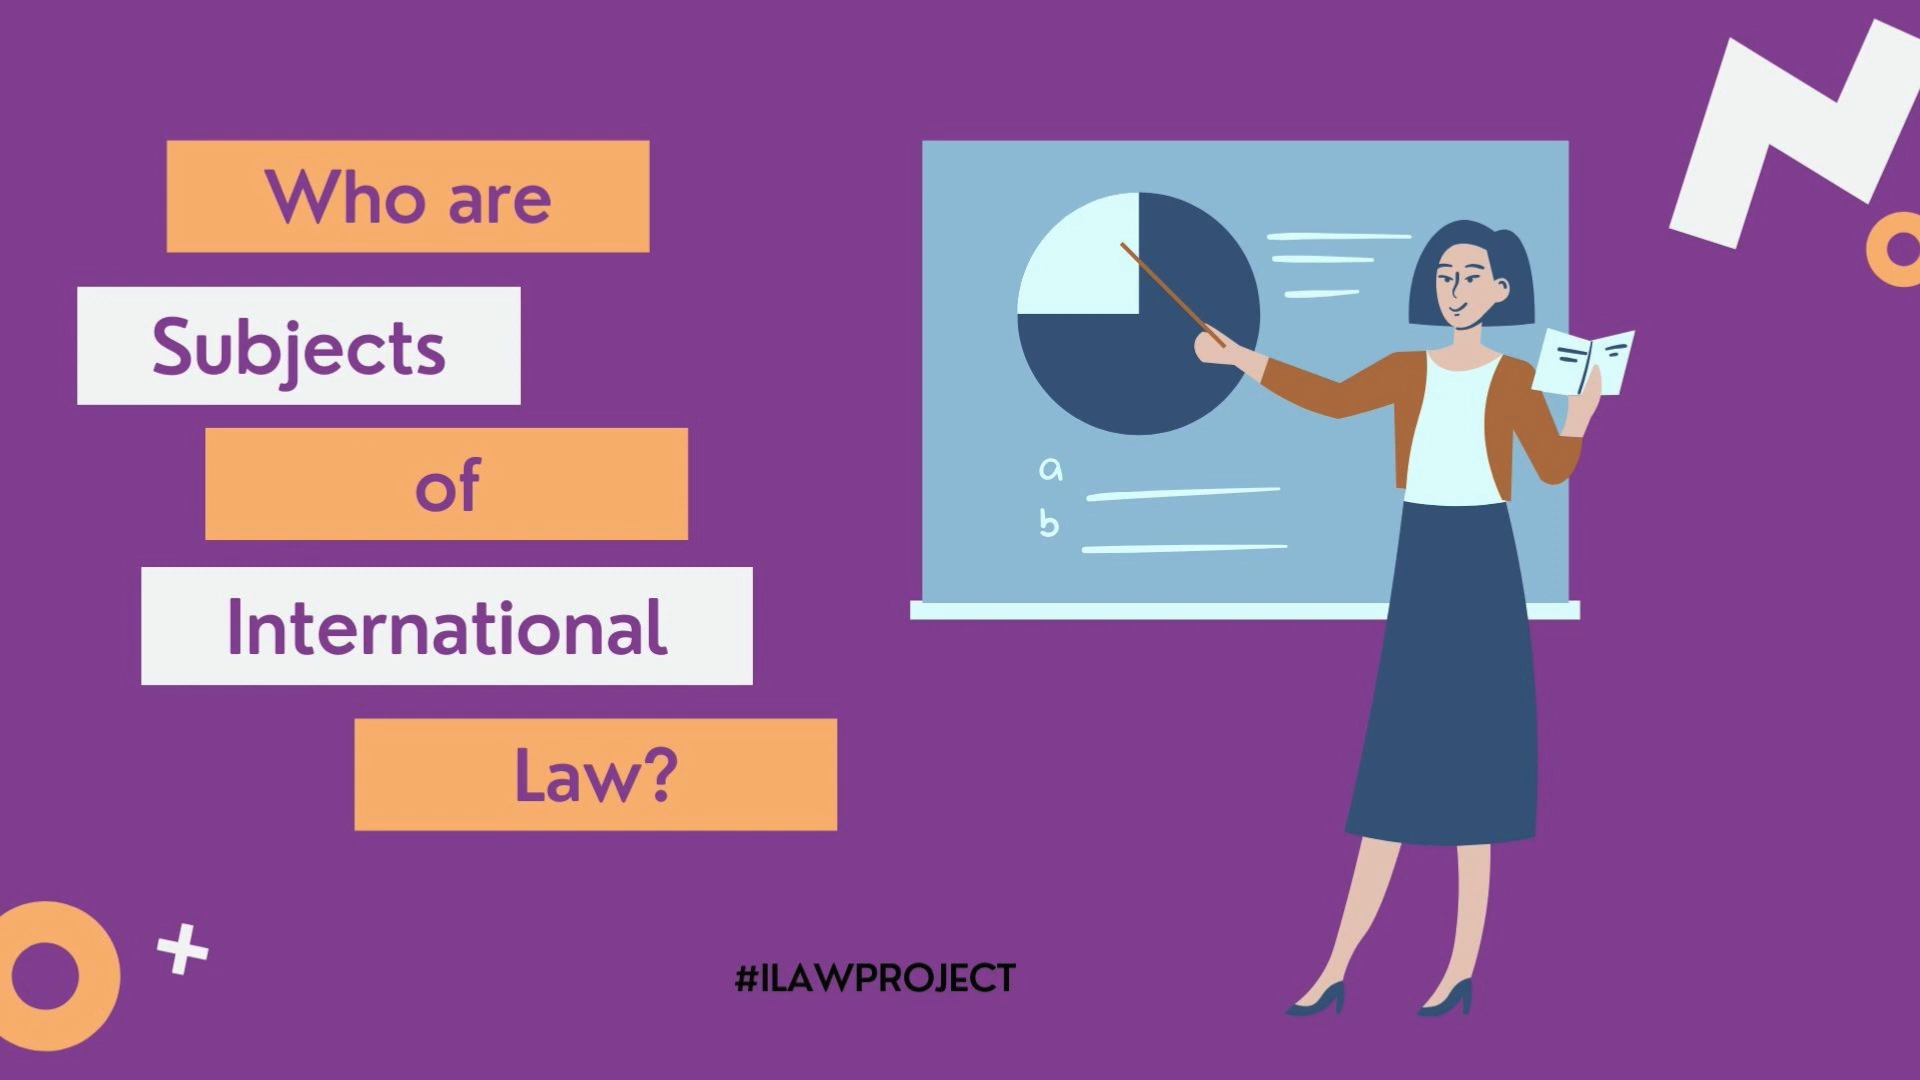 Who are
Subjects
of
International
Law?
a
b
#ILAWPROJECT